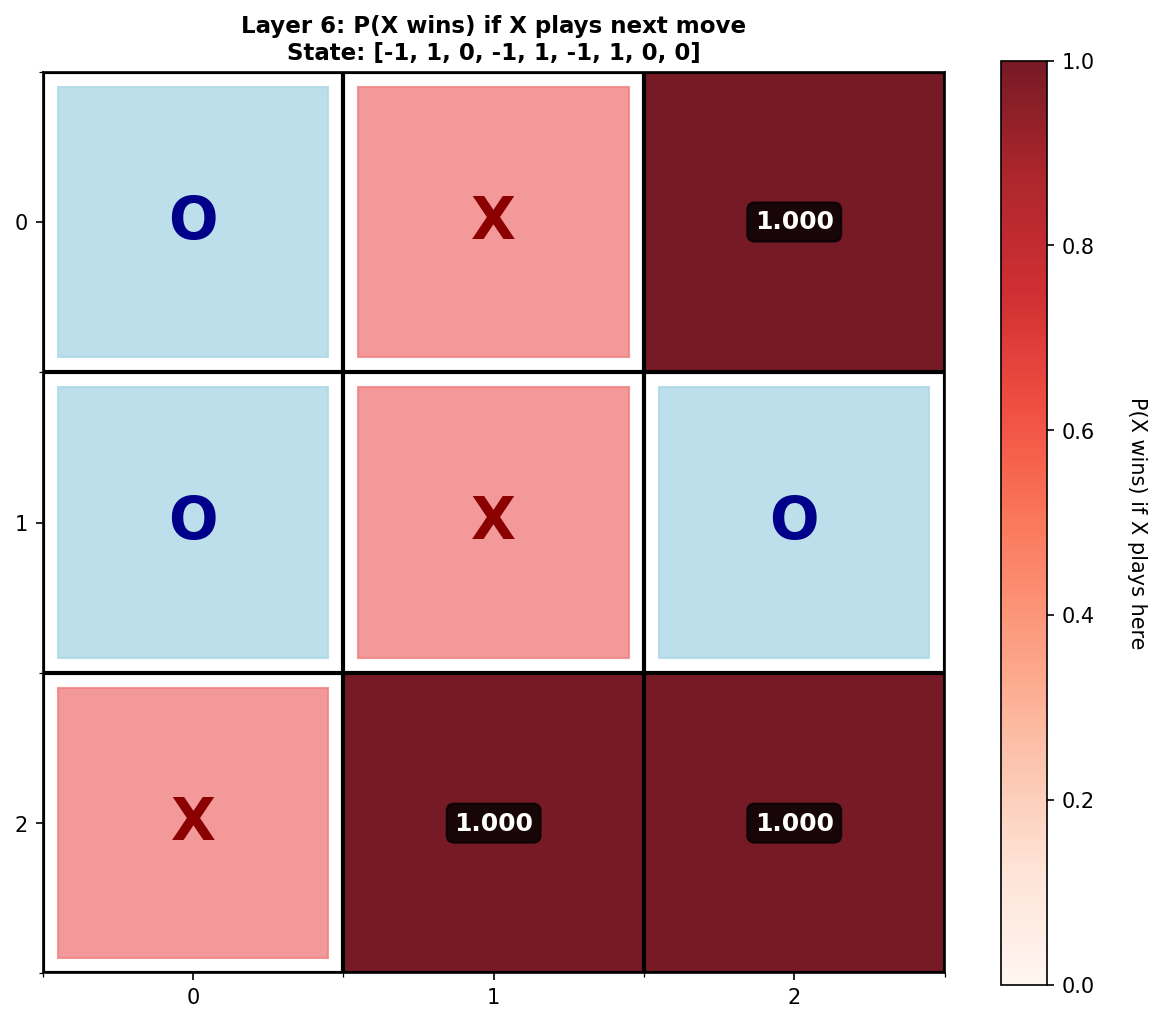 Layer 6: P(X wins) if X plays next move
State: [-1, 1, 0, -1, 1, -1, 1, 0, 0]
0
O
X
1.000
1
O
X
O
2
X
1.000
1.000
0
1
2
1.0
0.8
0.6
0.4
0.2
0.0
P(X wins) if X plays here